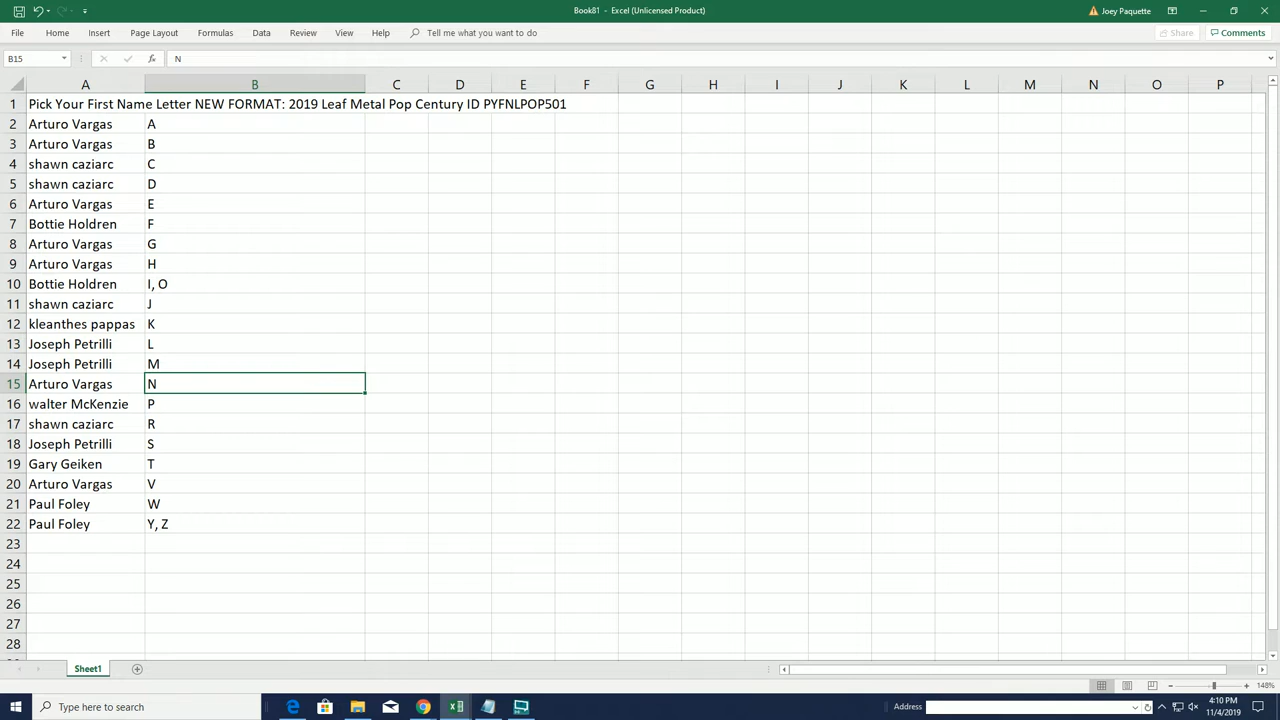 Book81 - Excel (Unlicensed Product)
Joey Paquette
File Home Insert Page Layout Formulas Data Review View Help Tell me what you want to do Share Comments
B15 fx N
A B C D E F G H I J K L M N O P
1 Pick Your First Name Letter NEW FORMAT: 2019 Leaf Metal Pop Century ID PYFNLPOP501
2 Arturo Vargas A
3 Arturo Vargas B
4 shawn caziarc C
5 shawn caziarc D
6 Arturo Vargas E
7 Bottie Holdren F
8 Arturo Vargas G
9 Arturo Vargas H
10 Bottie Holdren I, O
11 shawn caziarc J
12 kleanthes pappas K
13 Joseph Petrilli L
14 Joseph Petrilli M
15 Arturo Vargas N
16 walter McKenzie P
17 shawn caziarc R
18 Joseph Petrilli S
19 Gary Geiken T
20 Arturo Vargas V
21 Paul Foley W
22 Paul Foley Y, Z
23
24
25
26
27
28
Sheet1
148%
Type here to search
Address
4:10 PM
11/4/2019